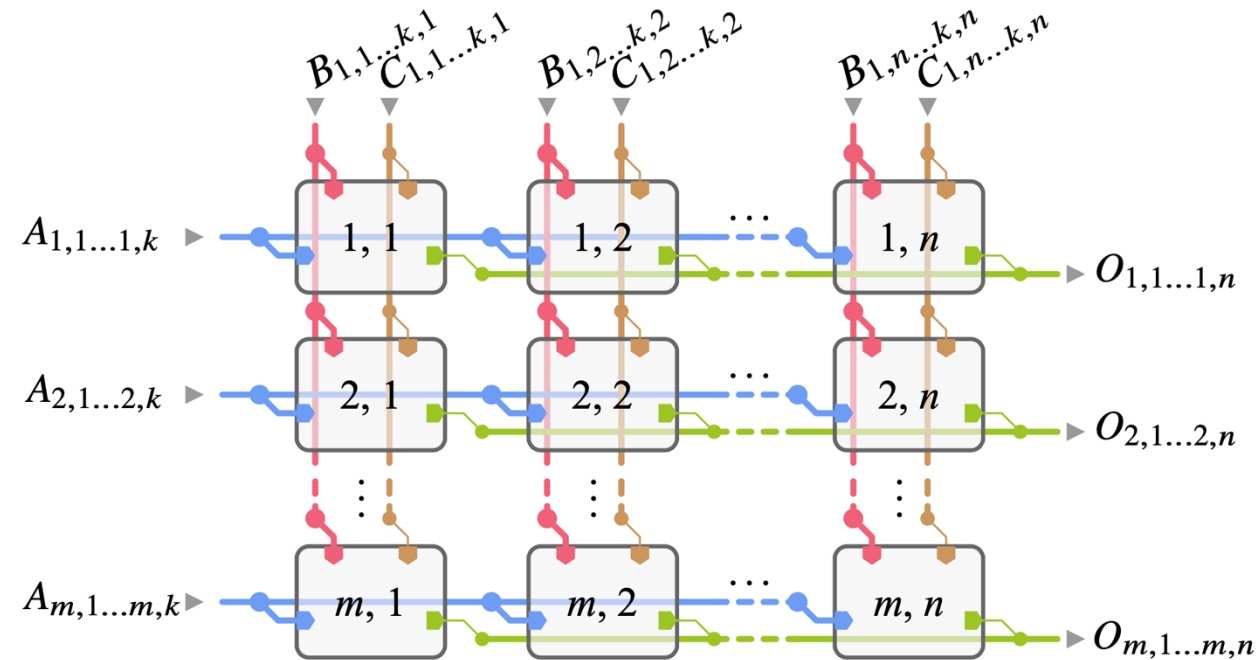 B1,1...k,1 C1,1...k,1 B1,2...k,2 C1,2...k,2 B1,n...k,n C1,n...k,n
A1,1...1,k 1, 1 1, 2 ... 1, n O1,1...1,n
A2,1...2,k 2, 1 2, 2 ... 2, n O2,1...2,n
⋮ ⋮ ⋮
Am,1...m,k m, 1 m, 2 ... m, n Om,1...m,n